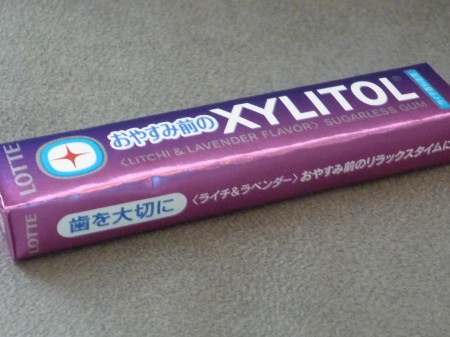 LOTTE
おやすみ前の XYLITOL®
〈LITCHI & LAVENDER FLAVOR〉 SUGARLESS GUM
LOTTE
歯を大切に
〈ライチ&ラベンダー〉おやすみ前のリラックスタイムに